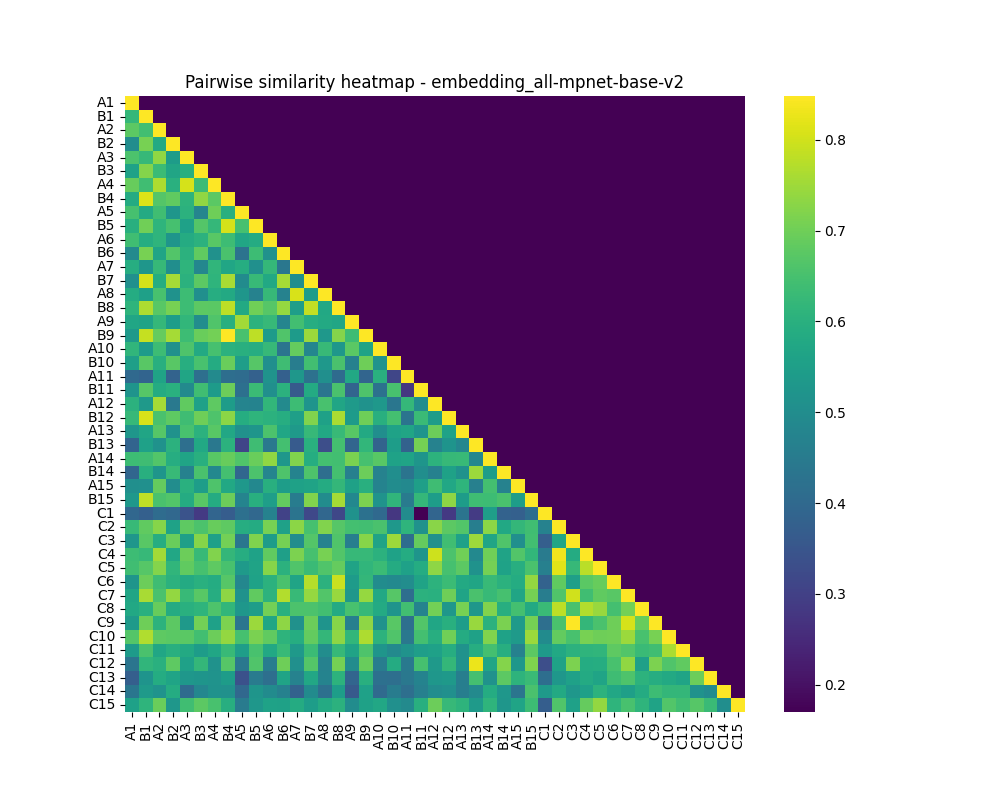 Pairwise similarity heatmap - embedding_all-mpnet-base-v2
A1
B1
A2
B2
A3
B3
A4
B4
A5
B5
A6
B6
A7
B7
A8
B8
A9
B9
A10
B10
A11
B11
A12
B12
A13
B13
A14
B14
A15
B15
C1
C2
C3
C4
C5
C6
C7
C8
C9
C10
C11
C12
C13
C14
C15
A1 B1 A2 B2 A3 B3 A4 B4 A5 B5 A6 B6 A7 B7 A8 B8 A9 B9 A10 B10 A11 B11 A12 B12 A13 B13 A14 B14 A15 B15 C1 C2 C3 C4 C5 C6 C7 C8 C9 C10 C11 C12 C13 C14 C15
0.8
0.7
0.6
0.5
0.4
0.3
0.2